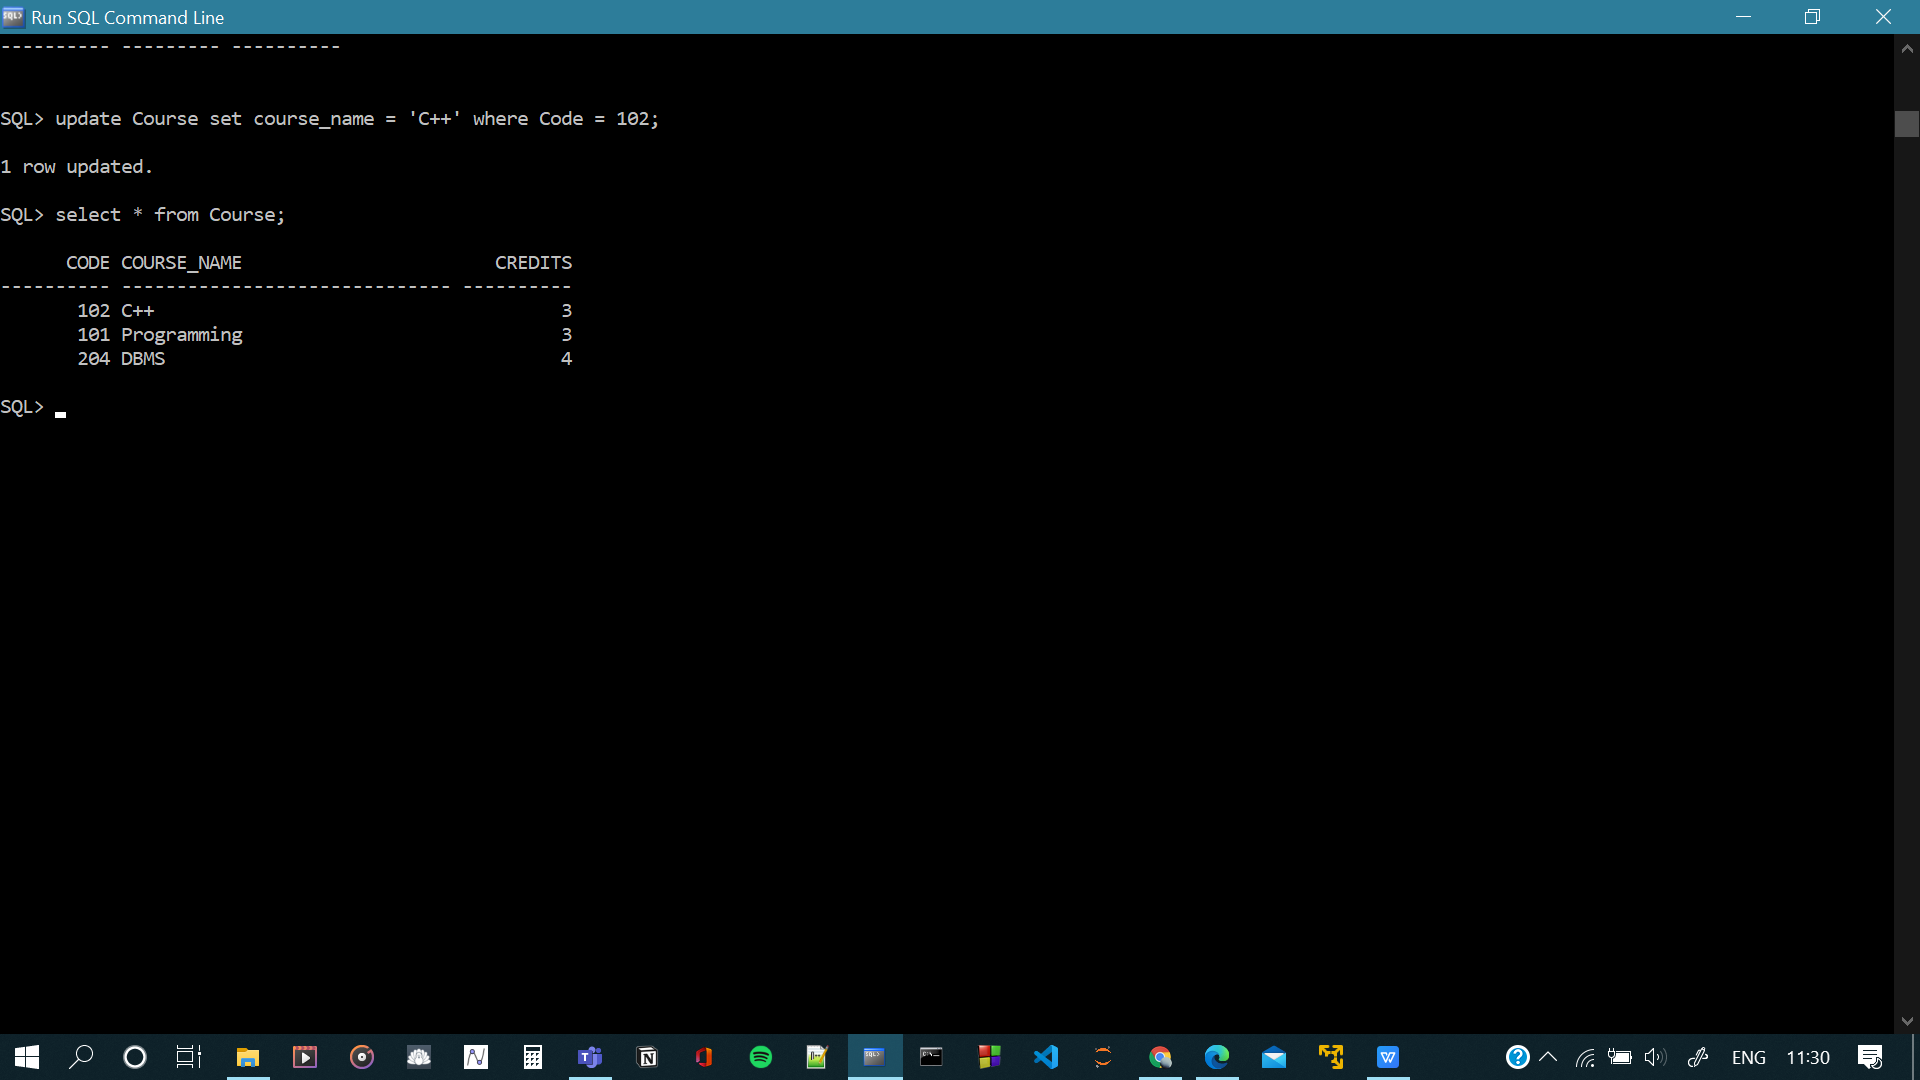 Run SQL Command Line
---------- --------- ----------
SQL> update Course set course_name = 'C++' where Code = 102;
1 row updated.
SQL> select * from Course;
      CODE COURSE_NAME                       CREDITS
---------- ------------------------------ ----------
       102 C++                                     3
       101 Programming                             3
       204 DBMS                                    4
SQL>
ENG 11:30